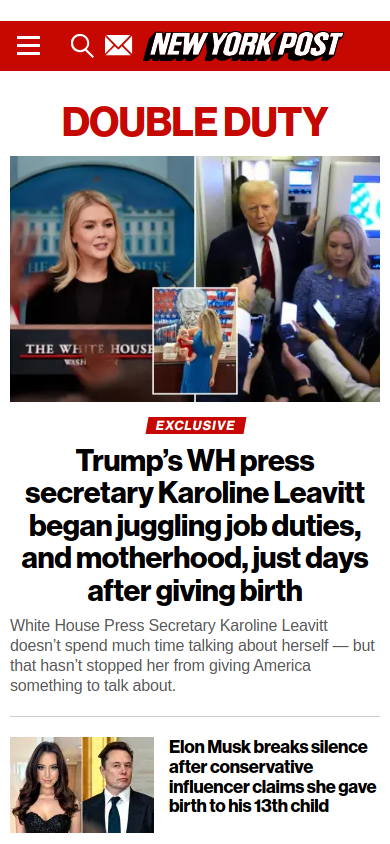 NEW YORK POST
DOUBLE DUTY
THE WHITE HOUSE
WASH
EXCLUSIVE
Trump's WH press
secretary Karoline Leavitt
began juggling job duties,
and motherhood, just days
after giving birth
White House Press Secretary Karoline Leavitt
doesn't spend much time talking about herself — but
that hasn't stopped her from giving America
something to talk about.
Elon Musk breaks silence
after conservative
influencer claims she gave
birth to his 13th child